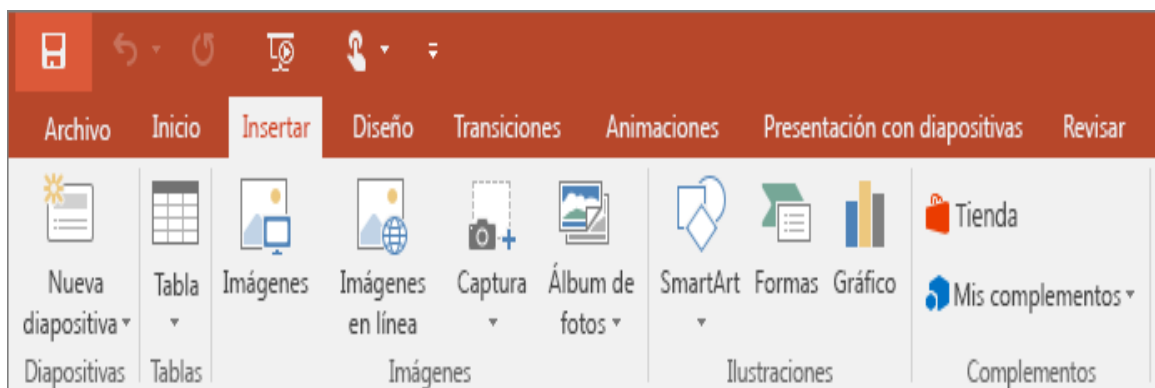 Archivo Inicio Insertar Diseño Transiciones Animaciones Presentación con diapositivas Revisar
Nueva diapositiva
Tabla
Imágenes
Imágenes en línea
Captura
Álbum de fotos
SmartArt
Formas
Gráfico
Tienda
Mis complementos
Diapositivas Tablas Imágenes Ilustraciones Complementos